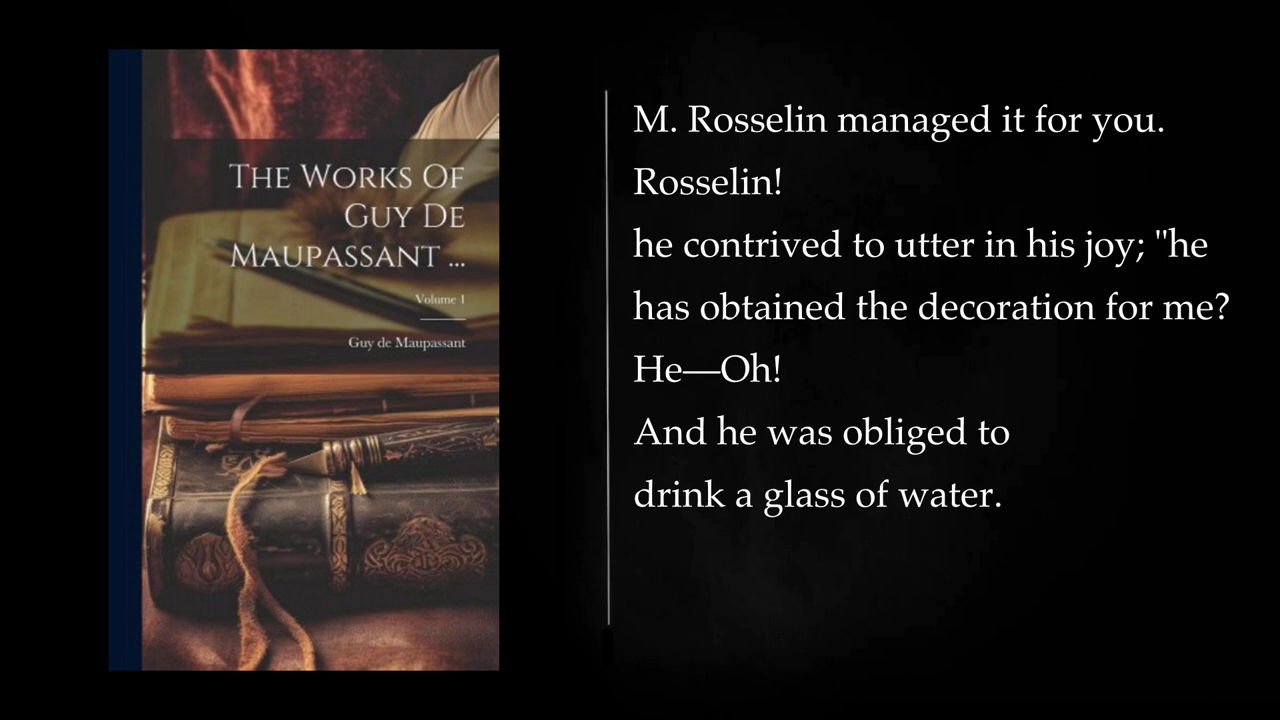 The Works Of
Guy De
Maupassant ...
Volume 1
Guy de Maupassant
M. Rosselin managed it for you.
Rosselin!
he contrived to utter in his joy; "he
has obtained the decoration for me?
He—Oh!
And he was obliged to
drink a glass of water.